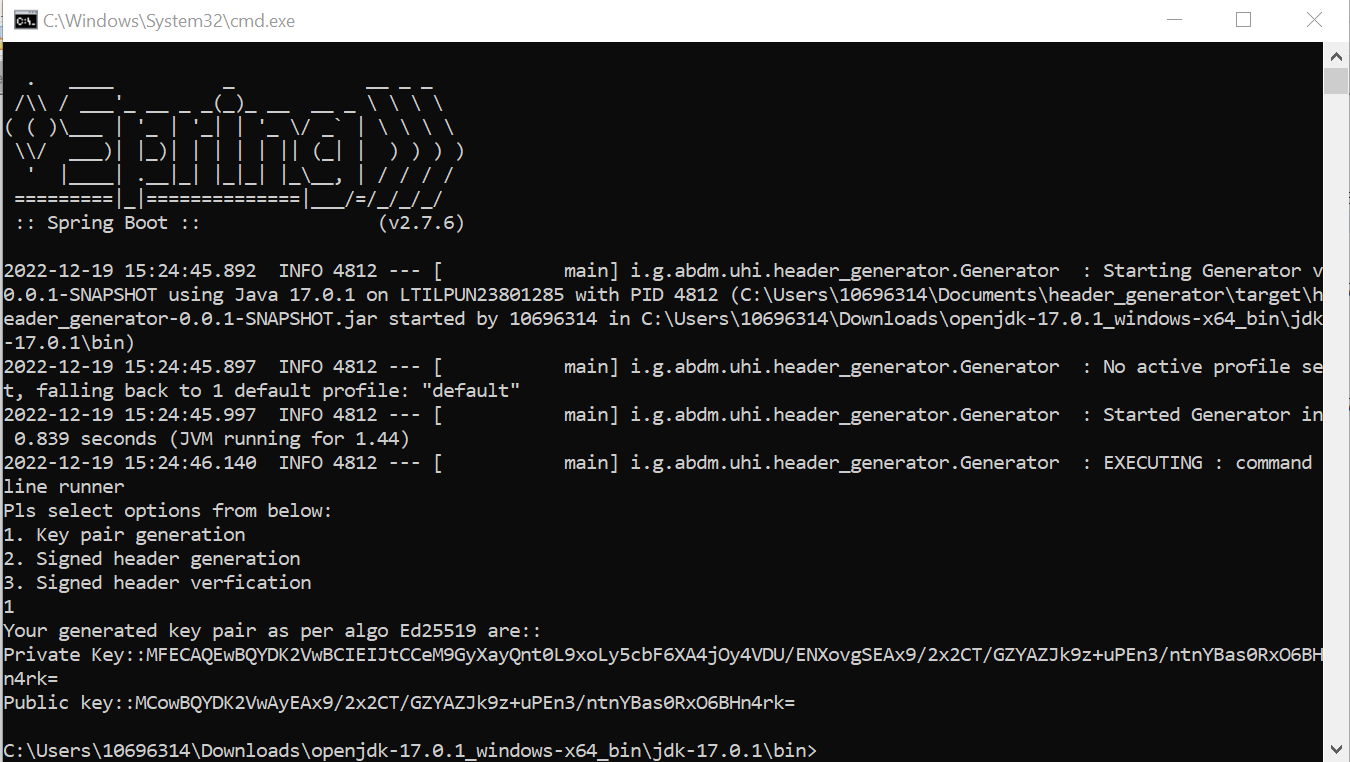 C:\Windows\System32\cmd.exe
  .   ____          _            __ _ _
 /\\ / ___'_ __ _ _(_)_ __  __ _ \ \ \ \
( ( )\___ | '_ | '_| | '_ \/ _` | \ \ \ \
 \\/  ___)| |_)| | | | | || (_| |  ) ) ) )
  '  |____| .__|_| |_|_| |_\__, | / / / /
 =========|_|==============|___/=/_/_/_/
 :: Spring Boot ::                (v2.7.6)
2022-12-19 15:24:45.892  INFO 4812 --- [           main] i.g.abdm.uhi.header_generator.Generator  : Starting Generator v
0.0.1-SNAPSHOT using Java 17.0.1 on LTILPUN23801285 with PID 4812 (C:\Users\10696314\Documents\header_generator\target\h
eader_generator-0.0.1-SNAPSHOT.jar started by 10696314 in C:\Users\10696314\Downloads\openjdk-17.0.1_windows-x64_bin\jdk
-17.0.1\bin)
2022-12-19 15:24:45.897  INFO 4812 --- [           main] i.g.abdm.uhi.header_generator.Generator  : No active profile se
t, falling back to 1 default profile: "default"
2022-12-19 15:24:45.997  INFO 4812 --- [           main] i.g.abdm.uhi.header_generator.Generator  : Started Generator in
 0.839 seconds (JVM running for 1.44)
2022-12-19 15:24:46.140  INFO 4812 --- [           main] i.g.abdm.uhi.header_generator.Generator  : EXECUTING : command
line runner
Pls select options from below:
1. Key pair generation
2. Signed header generation
3. Signed header verfication
1
Your generated key pair as per algo Ed25519 are::
Private Key::MFECAQEwBQYDK2VwBCIEIJtCCeM9GyXayQnt0L9xoLy5cbF6XA4jOy4VDU/ENXovgSEAx9/2x2CT/GZYAZJk9z+uPEn3/ntnYBas0RxO6BH
n4rk=
Public key::MCowBQYDK2VwAyEAx9/2x2CT/GZYAZJk9z+uPEn3/ntnYBas0RxO6BHn4rk=
C:\Users\10696314\Downloads\openjdk-17.0.1_windows-x64_bin\jdk-17.0.1\bin>